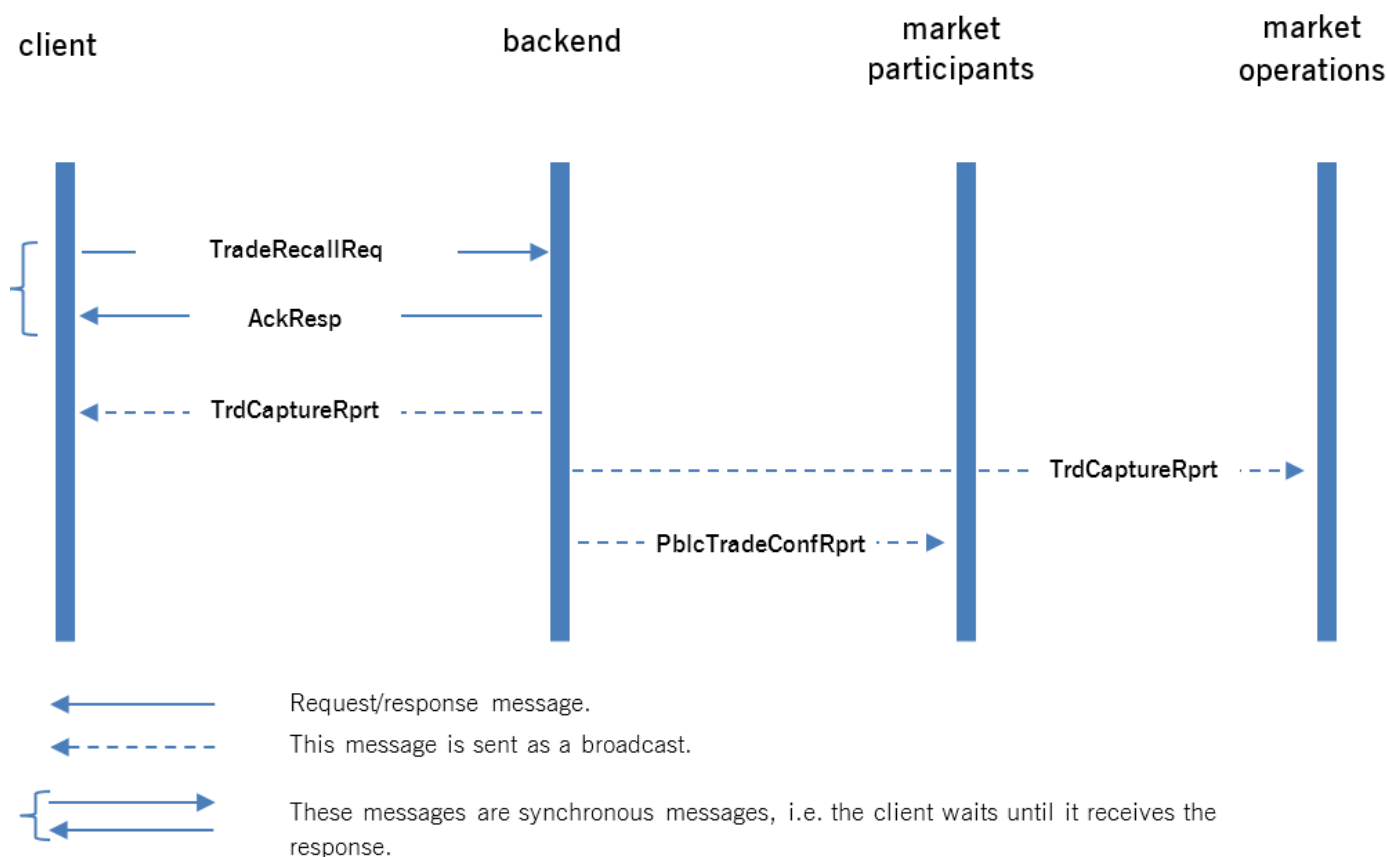 client
backend
market
participants
market
operations
TradeRecallReq
AckResp
TrdCaptureRprt
TrdCaptureRprt
PblcTradeConfRprt
Request/response message.
This message is sent as a broadcast.
These messages are synchronous messages, i.e. the client waits until it receives the
response.